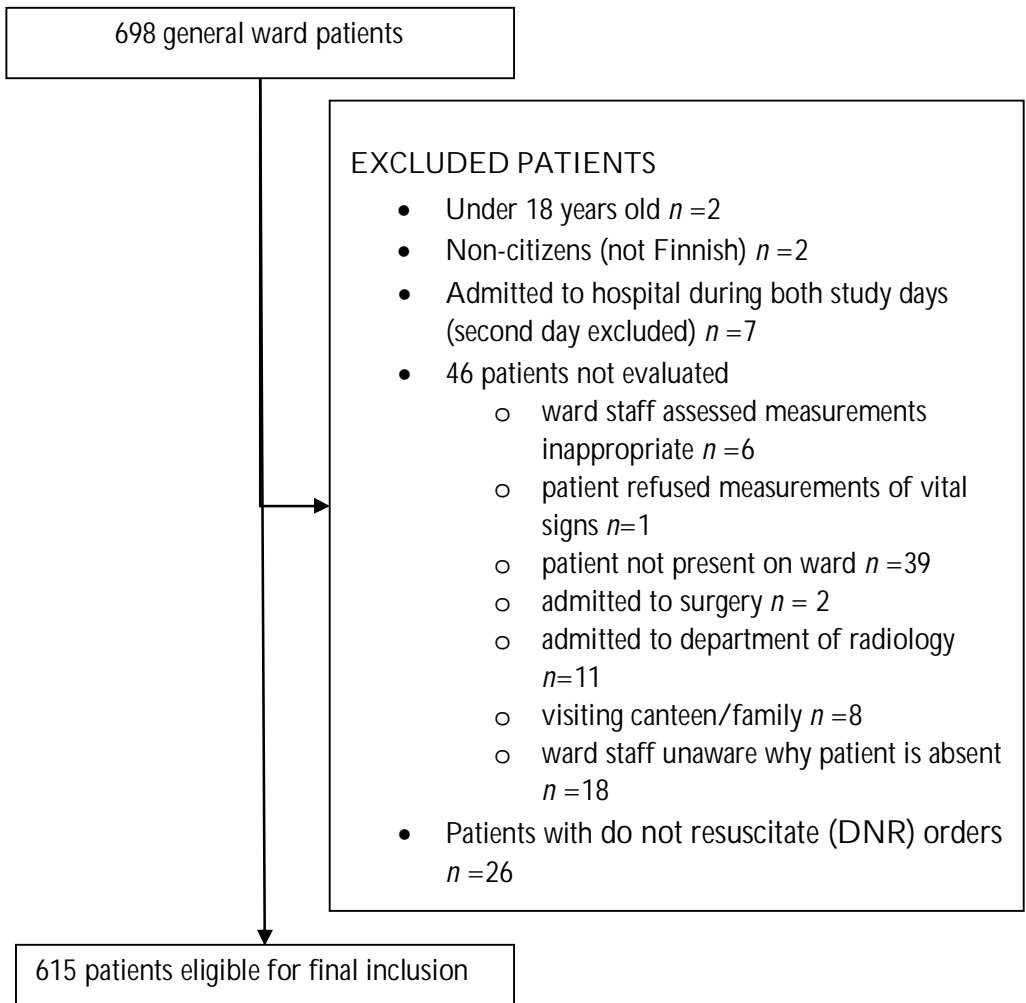 698 general ward patients
EXCLUDED PATIENTS
• Under 18 years old n =2
• Non-citizens (not Finnish) n =2
• Admitted to hospital during both study days
(second day excluded) n =7
• 46 patients not evaluated
o ward staff assessed measurements
inappropriate n =6
o patient refused measurements of vital
signs n=1
o patient not present on ward n =39
o admitted to surgery n = 2
o admitted to department of radiology
n=11
o visiting canteen/family n =8
o ward staff unaware why patient is absent
n =18
• Patients with do not resuscitate (DNR) orders
n =26
615 patients eligible for final inclusion